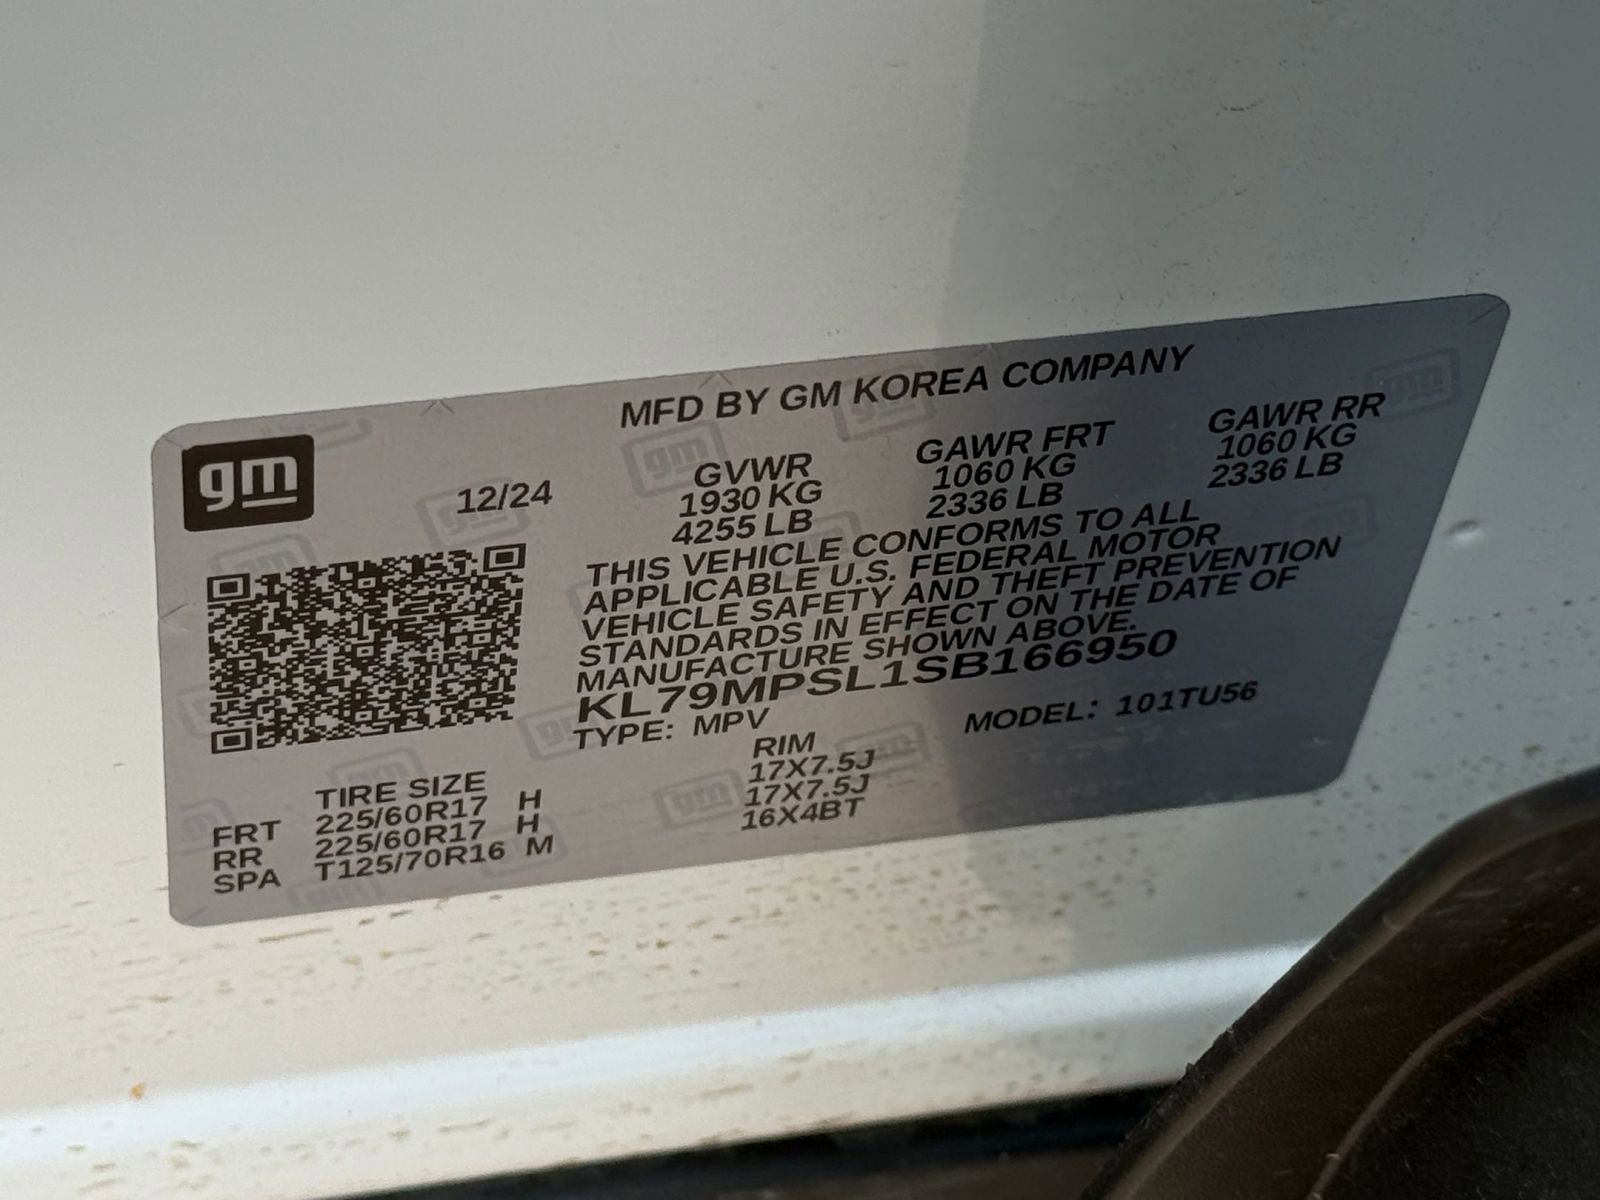 MFD BY GM KOREA COMPANY
gm
12/24
GVWR GAWR FRT GAWR RR
1930 KG 1060 KG 1060 KG
4255 LB 2336 LB 2336 LB
THIS VEHICLE CONFORMS TO ALL
APPLICABLE U.S. FEDERAL MOTOR
VEHICLE SAFETY AND THEFT PREVENTION
STANDARDS IN EFFECT ON THE DATE OF
MANUFACTURE SHOWN ABOVE.
KL79MPSL1SB166950
TYPE: MPV MODEL: 101TU56
TIRE SIZE RIM
FRT 225/60R17 H 17X7.5J
RR 225/60R17 H 17X7.5J
SPA T125/70R16 M 16X4BT